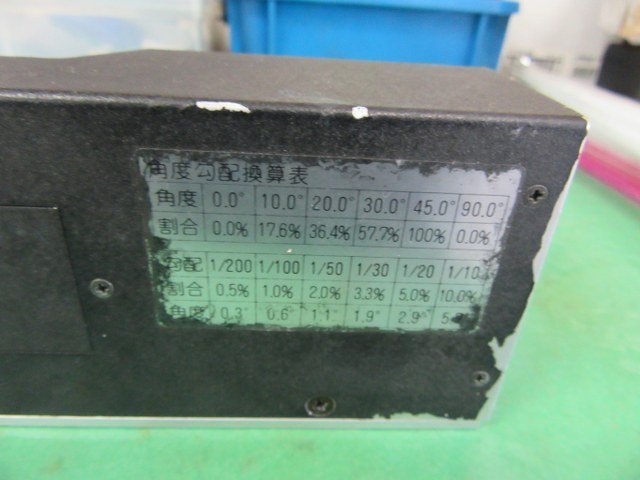 角度勾配換算表
角度 0.0° 10.0° 20.0° 30.0° 45.0° 90.0°
割合 0.0% 17.6% 36.4% 57.7% 100% 0.0%
勾配 1/200 1/100 1/50 1/30 1/20 1/10
割合 0.5% 1.0% 2.0% 3.3% 5.0% 10.0%
角度 0.3° 0.6° 1.1° 1.9° 2.9°